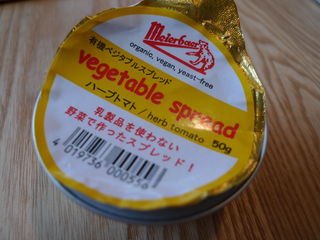 Moierbaer
organic, vegan, yeast-free
有機ベジタブルスプレッド
vegetable spread
ハーブトマト/herb tomato 50g
乳製品を使わない
野菜で作ったスプレッド!
4 019736 000556